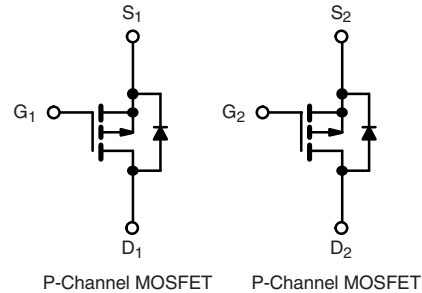 S1 S2
G1 G2
D1 D2
P-Channel MOSFET P-Channel MOSFET